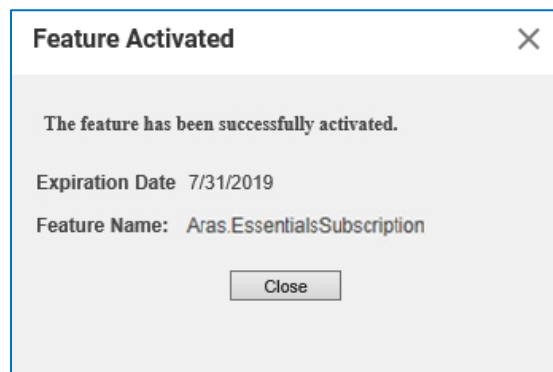 Feature Activated
The feature has been successfully activated.
Expiration Date 7/31/2019
Feature Name: Aras.EssentialsSubscription
Close